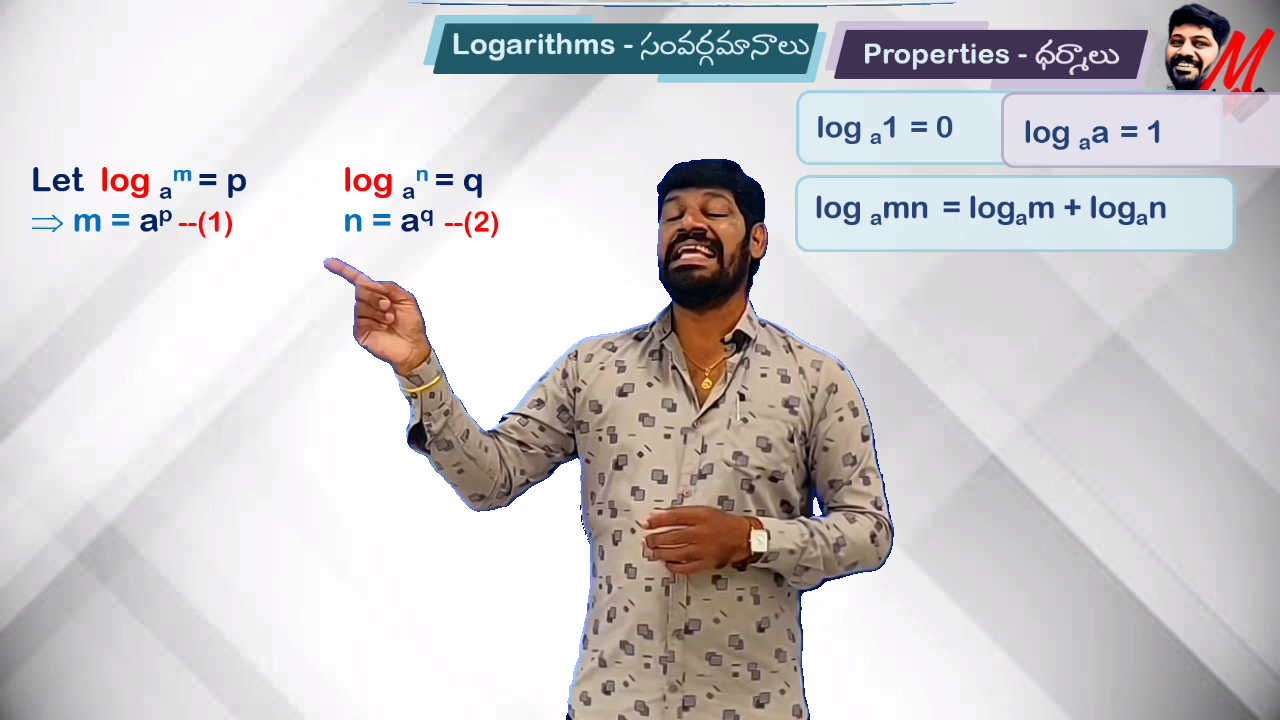 Logarithms - సంవర్గమానాలు
Properties - ధర్మాలు
M
log ₐ1 = 0
log ₐa = 1
Let log ₐᵐ = p
log ₐⁿ = q
⇒ m = aᵖ --(1)
n = a^q --(2)
log ₐmn = logₐm + logₐn